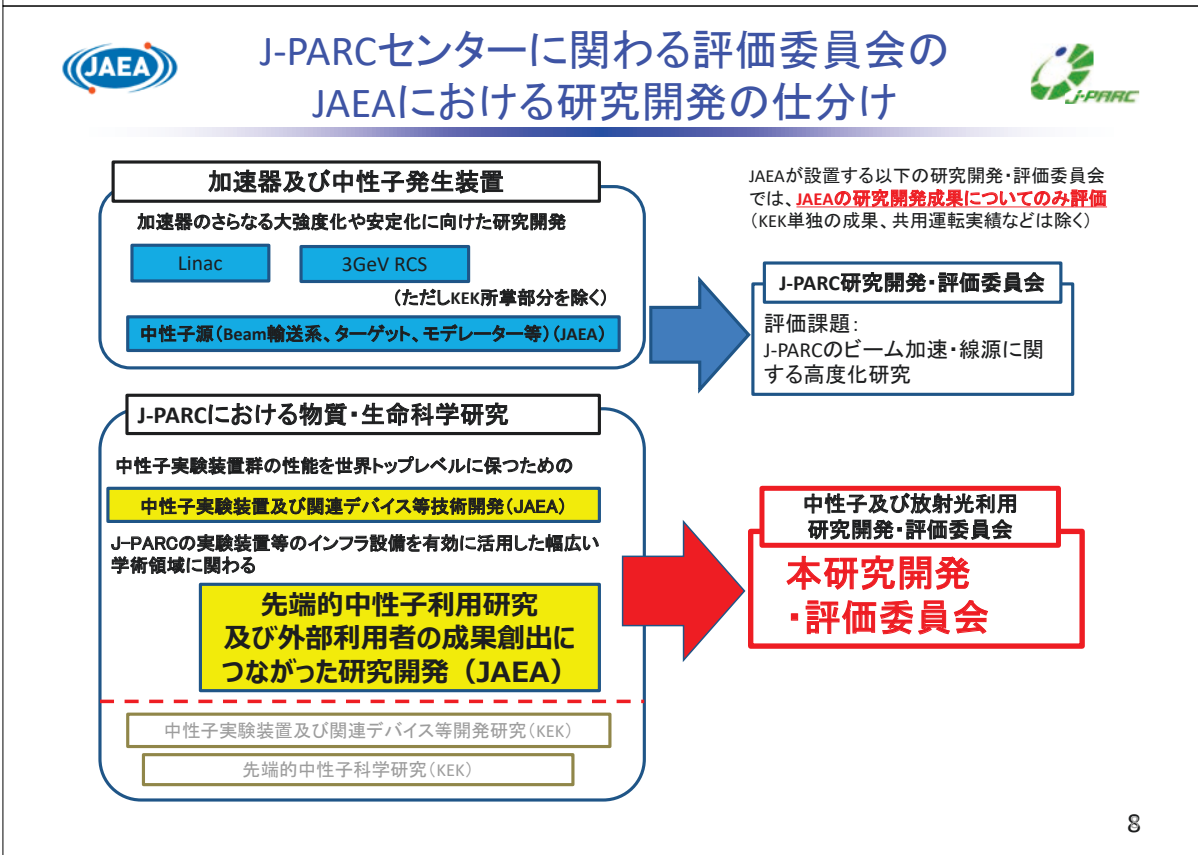 JAEA
J-PARCセンターに関わる評価委員会の
JAEAにおける研究開発の仕分け
J-PARC
加速器及び中性子発生装置
加速器のさらなる大強度化や安定化に向けた研究開発
Linac
3GeV RCS
(ただしKEK所掌部分を除く)
中性子源(Beam輸送系、ターゲット、モデレーター等)(JAEA)
JAEAが設置する以下の研究開発・評価委員会
では、JAEAの研究開発成果についてのみ評価
(KEK単独の成果、共用運転実績などは除く)
J-PARC研究開発・評価委員会
評価課題:
J-PARCのビーム加速・線源に関
する高度化研究
J-PARCにおける物質・生命科学研究
中性子実験装置群の性能を世界トップレベルに保つための
中性子実験装置及び関連デバイス等技術開発(JAEA)
J-PARCの実験装置等のインフラ設備を有効に活用した幅広い
学術領域に関わる
先端的中性子利用研究
及び外部利用者の成果創出に
つながった研究開発(JAEA)
中性子及び放射光利用
研究開発・評価委員会
本研究開発
・評価委員会
中性子実験装置及び関連デバイス等開発研究(KEK)
先端的中性子科学研究(KEK)
8